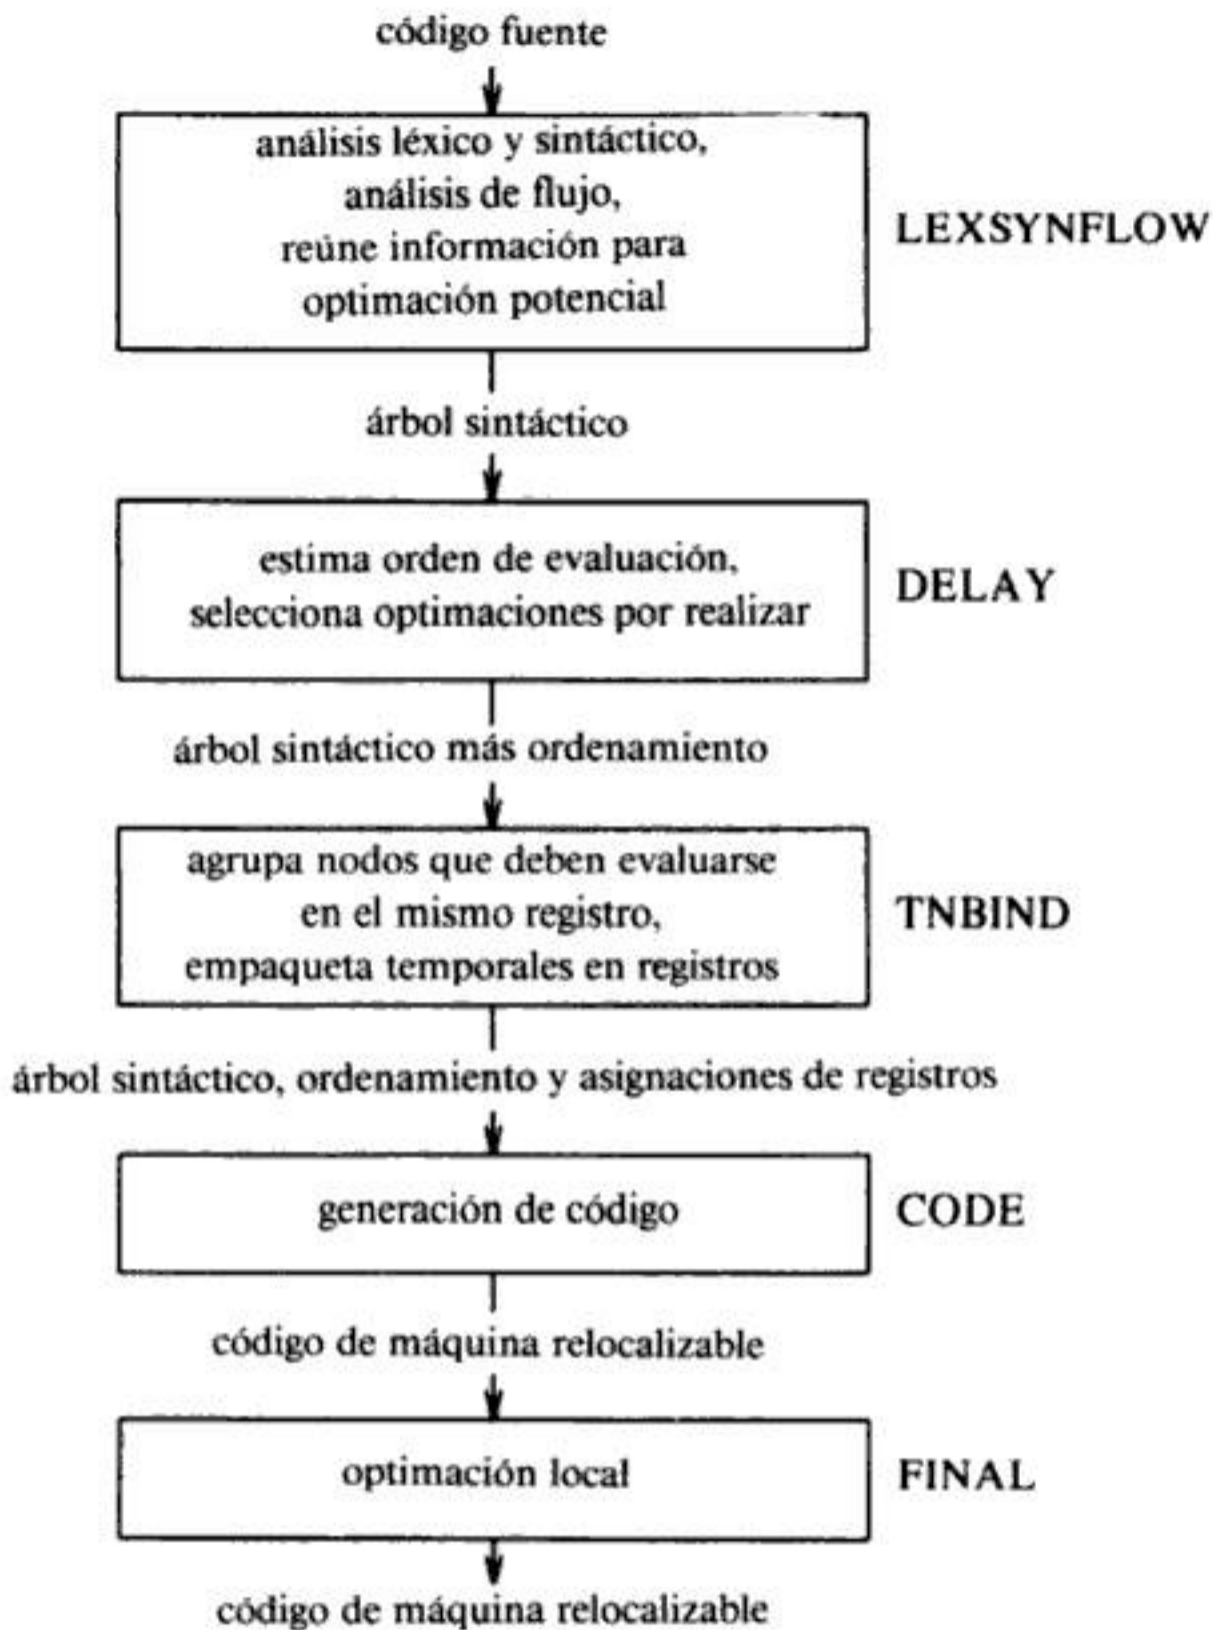 código fuente
análisis léxico y sintáctico,
análisis de flujo,
reúne información para
optimación potencial
LEXSYNFLOW
árbol sintáctico
estima orden de evaluación,
selecciona optimaciones por realizar
DELAY
árbol sintáctico más ordenamiento
agrupa nodos que deben evaluarse
en el mismo registro,
empaqueta temporales en registros
TNBIND
árbol sintáctico, ordenamiento y asignaciones de registros
generación de código
CODE
código de máquina relocalizable
optimación local
FINAL
código de máquina relocalizable